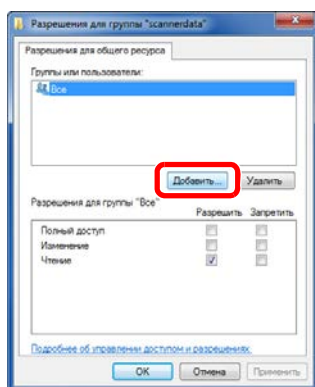 Разрешения для группы "scannerdata"
Разрешения для общего ресурса
Группы или пользователи:
Все
Добавить...
Удалить
Разрешения для группы "Все"
Разрешить Запретить
Полный доступ
Изменение
Чтение
Подробнее об управлении доступом и разрешениях
ОК Отмена Применить